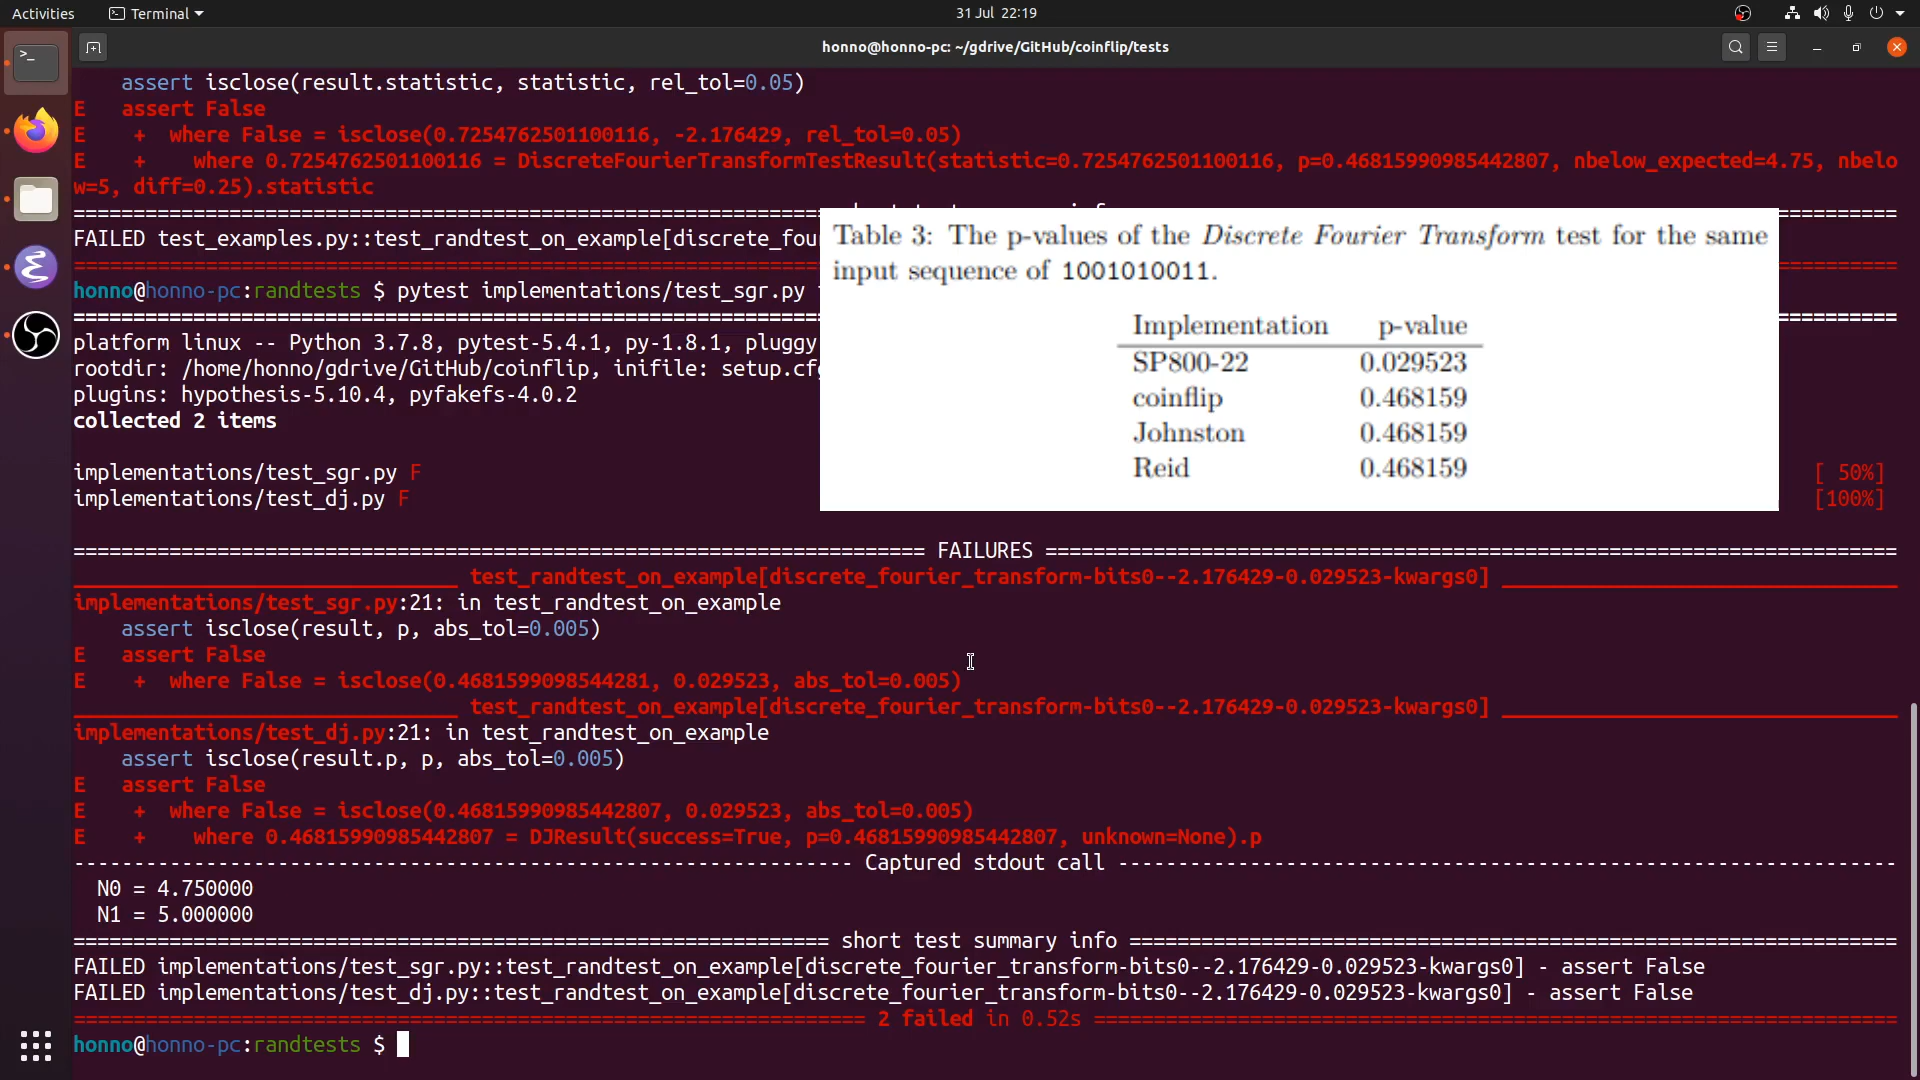 Activities
Terminal
31 Jul 22:19
honno@honno-pc: ~/gdrive/GitHub/coinflip/tests
assert isclose(result.statistic, statistic, rel_tol=0.05)
E   assert False
E    +  where False = isclose(0.7254762501100116, -2.176429, rel_tol=0.05)
E    +    where 0.7254762501100116 = DiscreteFourierTransformTestResult(statistic=0.7254762501100116, p=0.46815990985442807, nbelow_expected=4.75, nbelo
w=5, diff=0.25).statistic
FAILED test_examples.py::test_randtest_on_example[discrete_fou
honno@honno-pc:randtests $ pytest implementations/test_sgr.py
platform linux -- Python 3.7.8, pytest-5.4.1, py-1.8.1, pluggy
rootdir: /home/honno/gdrive/GitHub/coinflip, inifile: setup.cf
plugins: hypothesis-5.10.4, pyfakefs-4.0.2
collected 2 items
implementations/test_sgr.py F [ 50%]
implementations/test_dj.py F [100%]
Table 3: The p-values of the Discrete Fourier Transform test for the same
input sequence of 1001010011.
Implementation p-value
SP800-22 0.029523
coinflip 0.468159
Johnston 0.468159
Reid 0.468159
======================================================================= FAILURES =======================================================================
________________________________ test_randtest_on_example[discrete_fourier_transform-bits0--2.176429-0.029523-kwargs0] _________________________________
implementations/test_sgr.py:21: in test_randtest_on_example
    assert isclose(result, p, abs_tol=0.005)
E   assert False
E    +  where False = isclose(0.4681599098544281, 0.029523, abs_tol=0.005)
________________________________ test_randtest_on_example[discrete_fourier_transform-bits0--2.176429-0.029523-kwargs0] _________________________________
implementations/test_dj.py:21: in test_randtest_on_example
    assert isclose(result.p, p, abs_tol=0.005)
E   assert False
E    +  where False = isclose(0.46815990985442807, 0.029523, abs_tol=0.005)
E    +    where 0.46815990985442807 = DJResult(success=True, p=0.46815990985442807, unknown=None).p
----------------------------------------------------------------- Captured stdout call -----------------------------------------------------------------
  N0 = 4.750000
  N1 = 5.000000
=============================================================== short test summary info ================================================================
FAILED implementations/test_sgr.py::test_randtest_on_example[discrete_fourier_transform-bits0--2.176429-0.029523-kwargs0] - assert False
FAILED implementations/test_dj.py::test_randtest_on_example[discrete_fourier_transform-bits0--2.176429-0.029523-kwargs0] - assert False
================================================================== 2 failed in 0.52s ===================================================================
honno@honno-pc:randtests $